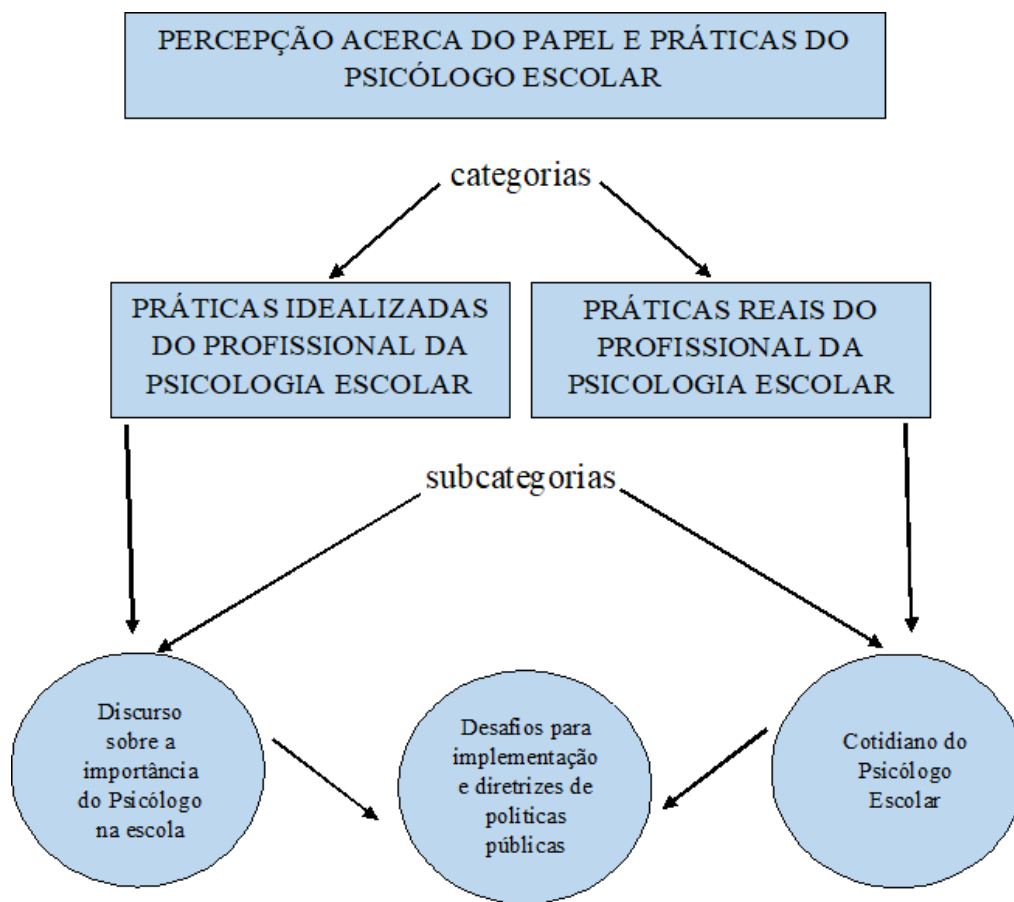 PERCEPÇÃO ACERCA DO PAPEL E PRÁTICAS DO
PSICÓLOGO ESCOLAR
categorias
PRÁTICAS IDEALIZADAS
DO PROFISSIONAL DA
PSICOLOGIA ESCOLAR
PRÁTICAS REAIS DO
PROFISSIONAL DA
PSICOLOGIA ESCOLAR
subcategorias
Discurso
sobre a
importância
do Psicólogo
na escola
Desafios para
implementação
e diretrizes de
políticas
públicas
Cotidiano do
Psicólogo
Escolar